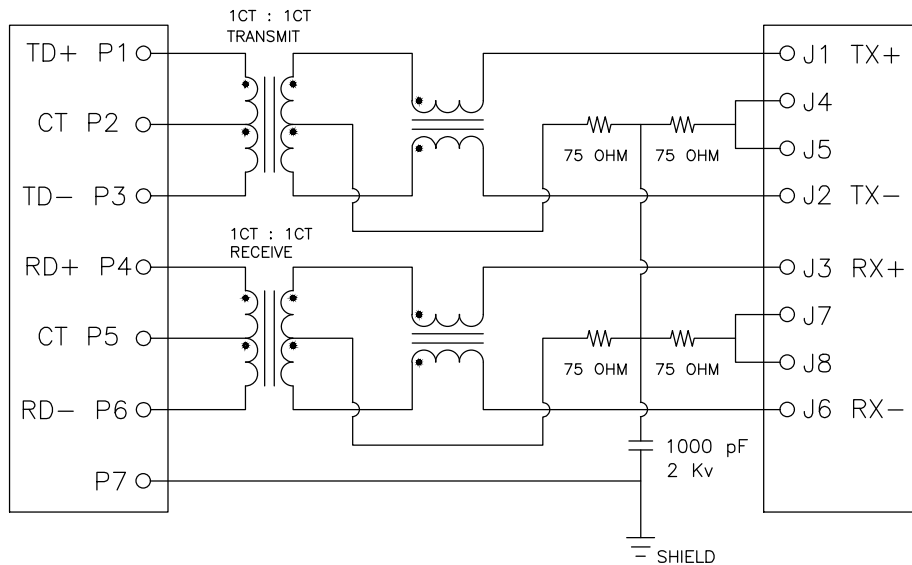 1CT : 1CT
TRANSMIT
TD+ P1
J1 TX+
J4
CT P2
75 OHM
75 OHM
J5
TD- P3
J2 TX-
1CT : 1CT
RECEIVE
RD+ P4
J3 RX+
J7
CT P5
75 OHM
75 OHM
J8
RD- P6
J6 RX-
1000 pF
2 Kv
P7
SHIELD